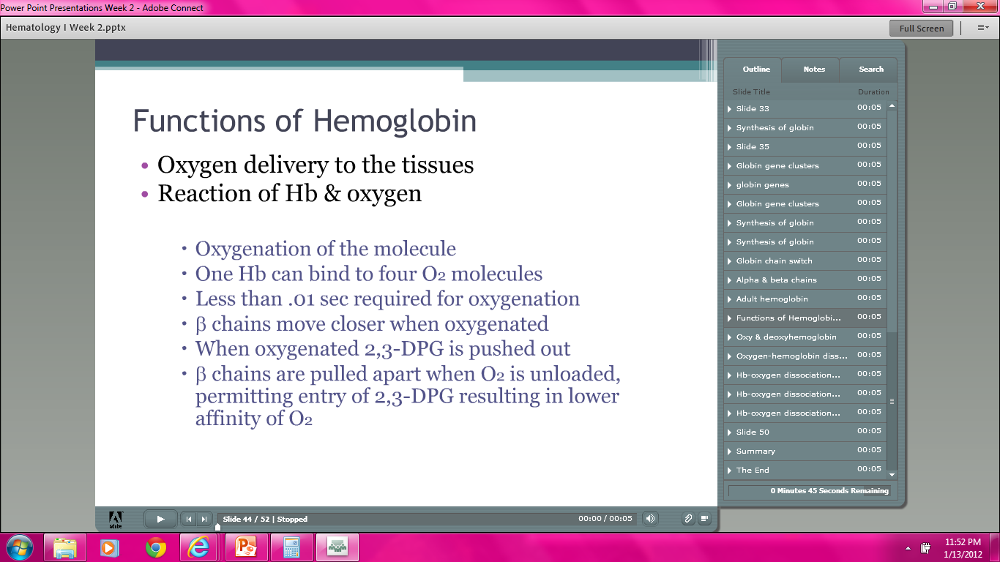 Power Point Presentations Week 2 - Adobe Connect
Hematology I Week 2.pptx
Full Screen
Functions of Hemoglobin
• Oxygen delivery to the tissues
• Reaction of Hb & oxygen
• Oxygenation of the molecule
• One Hb can bind to four O2 molecules
• Less than .01 sec required for oxygenation
• β chains move closer when oxygenated
• When oxygenated 2,3-DPG is pushed out
• β chains are pulled apart when O2 is unloaded,
permitting entry of 2,3-DPG resulting in lower
affinity of O2
Outline Notes Search
Slide Title Duration
Slide 33 00:05
Synthesis of globin 00:05
Slide 35 00:05
Globin gene clusters 00:05
globin genes 00:05
Globin gene clusters 00:05
Synthesis of globin 00:05
Synthesis of globin 00:05
Globin chain switch 00:05
Alpha & beta chains 00:05
Adult hemoglobin 00:05
Functions of Hemoglobi... 00:05
Oxy & deoxyhemoglobin 00:05
Oxygen-hemoglobin diss... 00:05
Hb-oxygen dissociation... 00:05
Hb-oxygen dissociation... 00:05
Hb-oxygen dissociation... 00:05
Slide 50 00:05
Summary 00:05
The End 00:05
0 Minutes 45 Seconds Remaining
Adobe
Slide 44 / 52 | Stopped 00:00 / 00:05
11:52 PM
1/13/2012